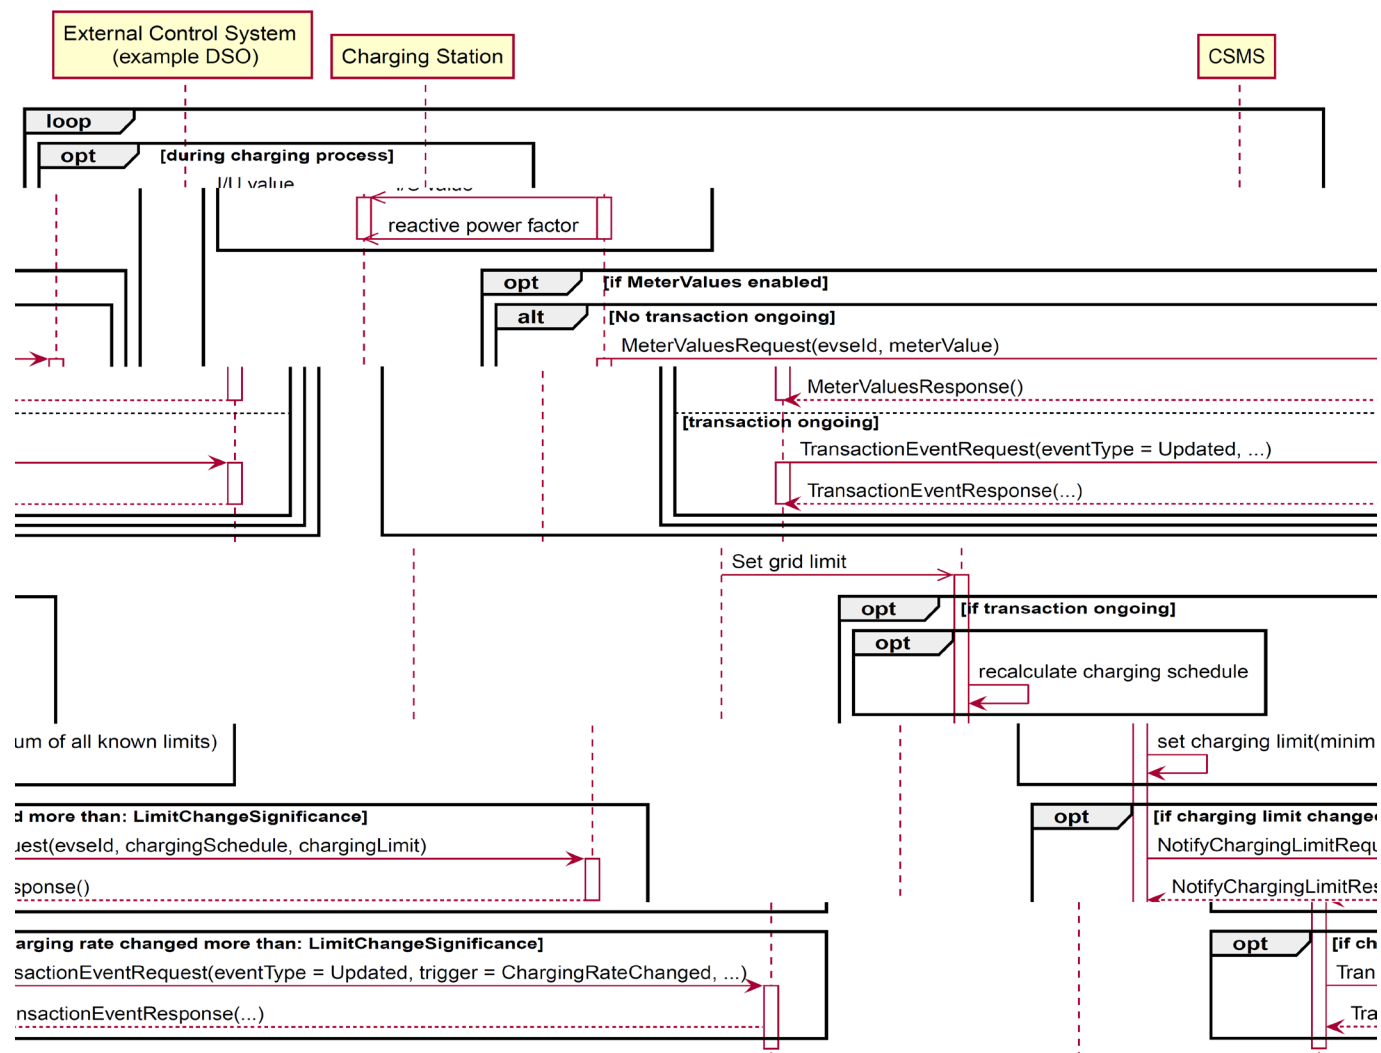 External Control System
(example DSO)
Charging Station
CSMS
loop
opt [during charging process]
I/U value
reactive power factor
opt [if MeterValues enabled]
alt [No transaction ongoing]
MeterValuesRequest(evseId, meterValue)
MeterValuesResponse()
[transaction ongoing]
TransactionEventRequest(eventType = Updated, ...)
TransactionEventResponse(...)
Set grid limit
opt [if transaction ongoing]
opt
recalculate charging schedule
um of all known limits)
set charging limit(minim
d more than: LimitChangeSignificance]
opt [if charging limit changed
uest(evseId, chargingSchedule, chargingLimit)
NotifyChargingLimitRequ
sponse()
NotifyChargingLimitRes
arging rate changed more than: LimitChangeSignificance]
opt [if ch
sactionEventRequest(eventType = Updated, trigger = ChargingRateChanged, ...)
Tran
nsactionEventResponse(...)
Tra